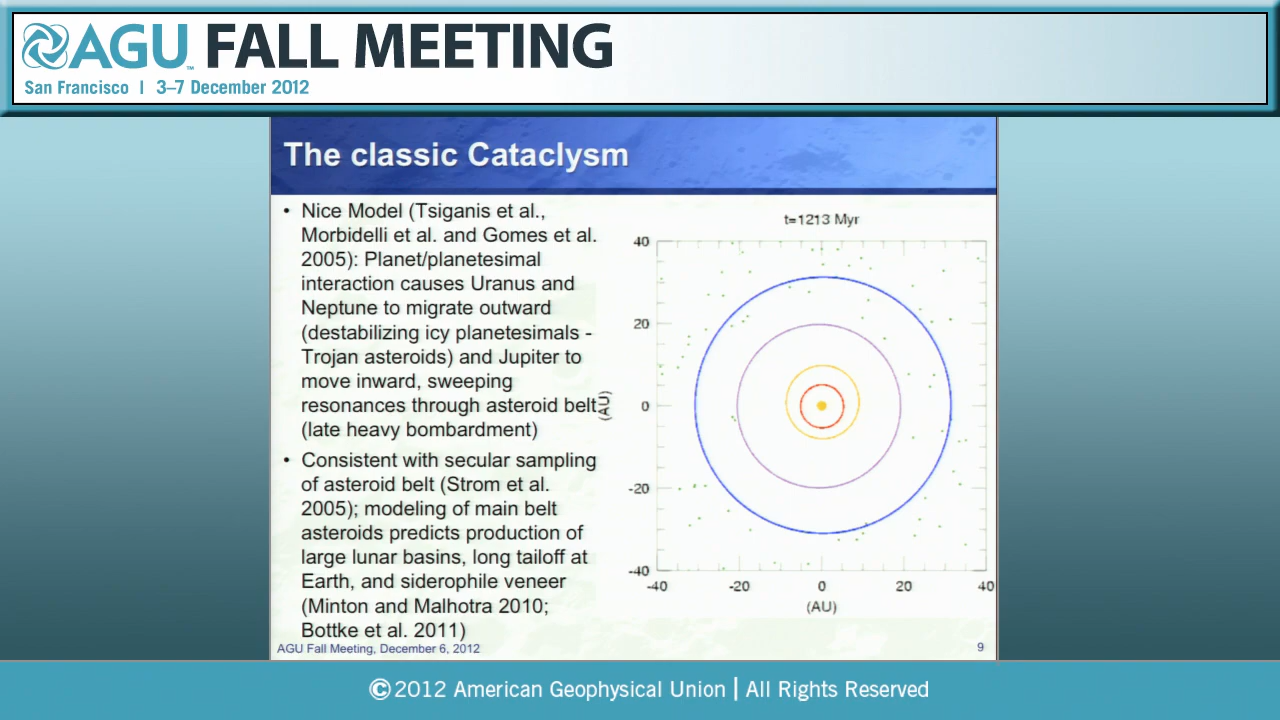 AGU™ FALL MEETING
San Francisco | 3–7 December 2012
The classic Cataclysm
• Nice Model (Tsiganis et al.,
Morbidelli et al. and Gomes et al.
2005): Planet/planetesimal
interaction causes Uranus and
Neptune to migrate outward
(destabilizing icy planetesimals -
Trojan asteroids) and Jupiter to
move inward, sweeping
resonances through asteroid belt
(late heavy bombardment)
• Consistent with secular sampling
of asteroid belt (Strom et al.
2005); modeling of main belt
asteroids predicts production of
large lunar basins, long tailoff at
Earth, and siderophile veneer
(Minton and Malhotra 2010;
Bottke et al. 2011)
t=1213 Myr
40
20
0
-20
-40
(AU)
-40 -20 0 20 40
(AU)
AGU Fall Meeting, December 6, 2012
9
©2012 American Geophysical Union | All Rights Reserved